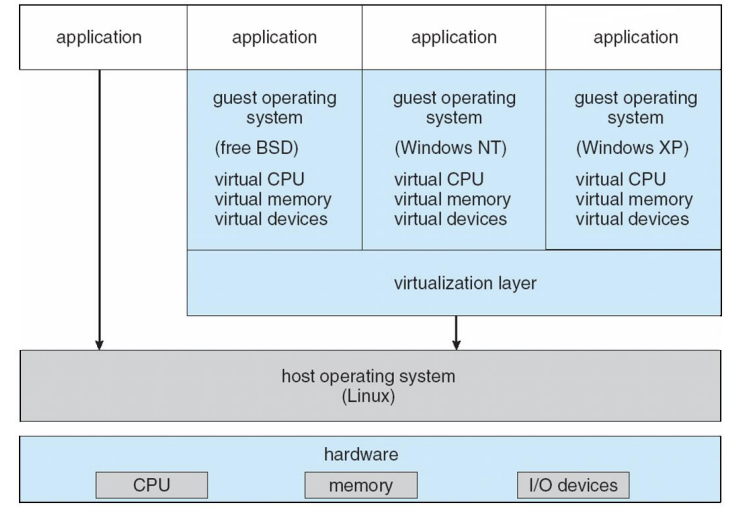 application
application
application
application
guest operating
system
(free BSD)
virtual CPU
virtual memory
virtual devices
guest operating
system
(Windows NT)
virtual CPU
virtual memory
virtual devices
guest operating
system
(Windows XP)
virtual CPU
virtual memory
virtual devices
virtualization layer
host operating system
(Linux)
hardware
CPU
memory
I/O devices